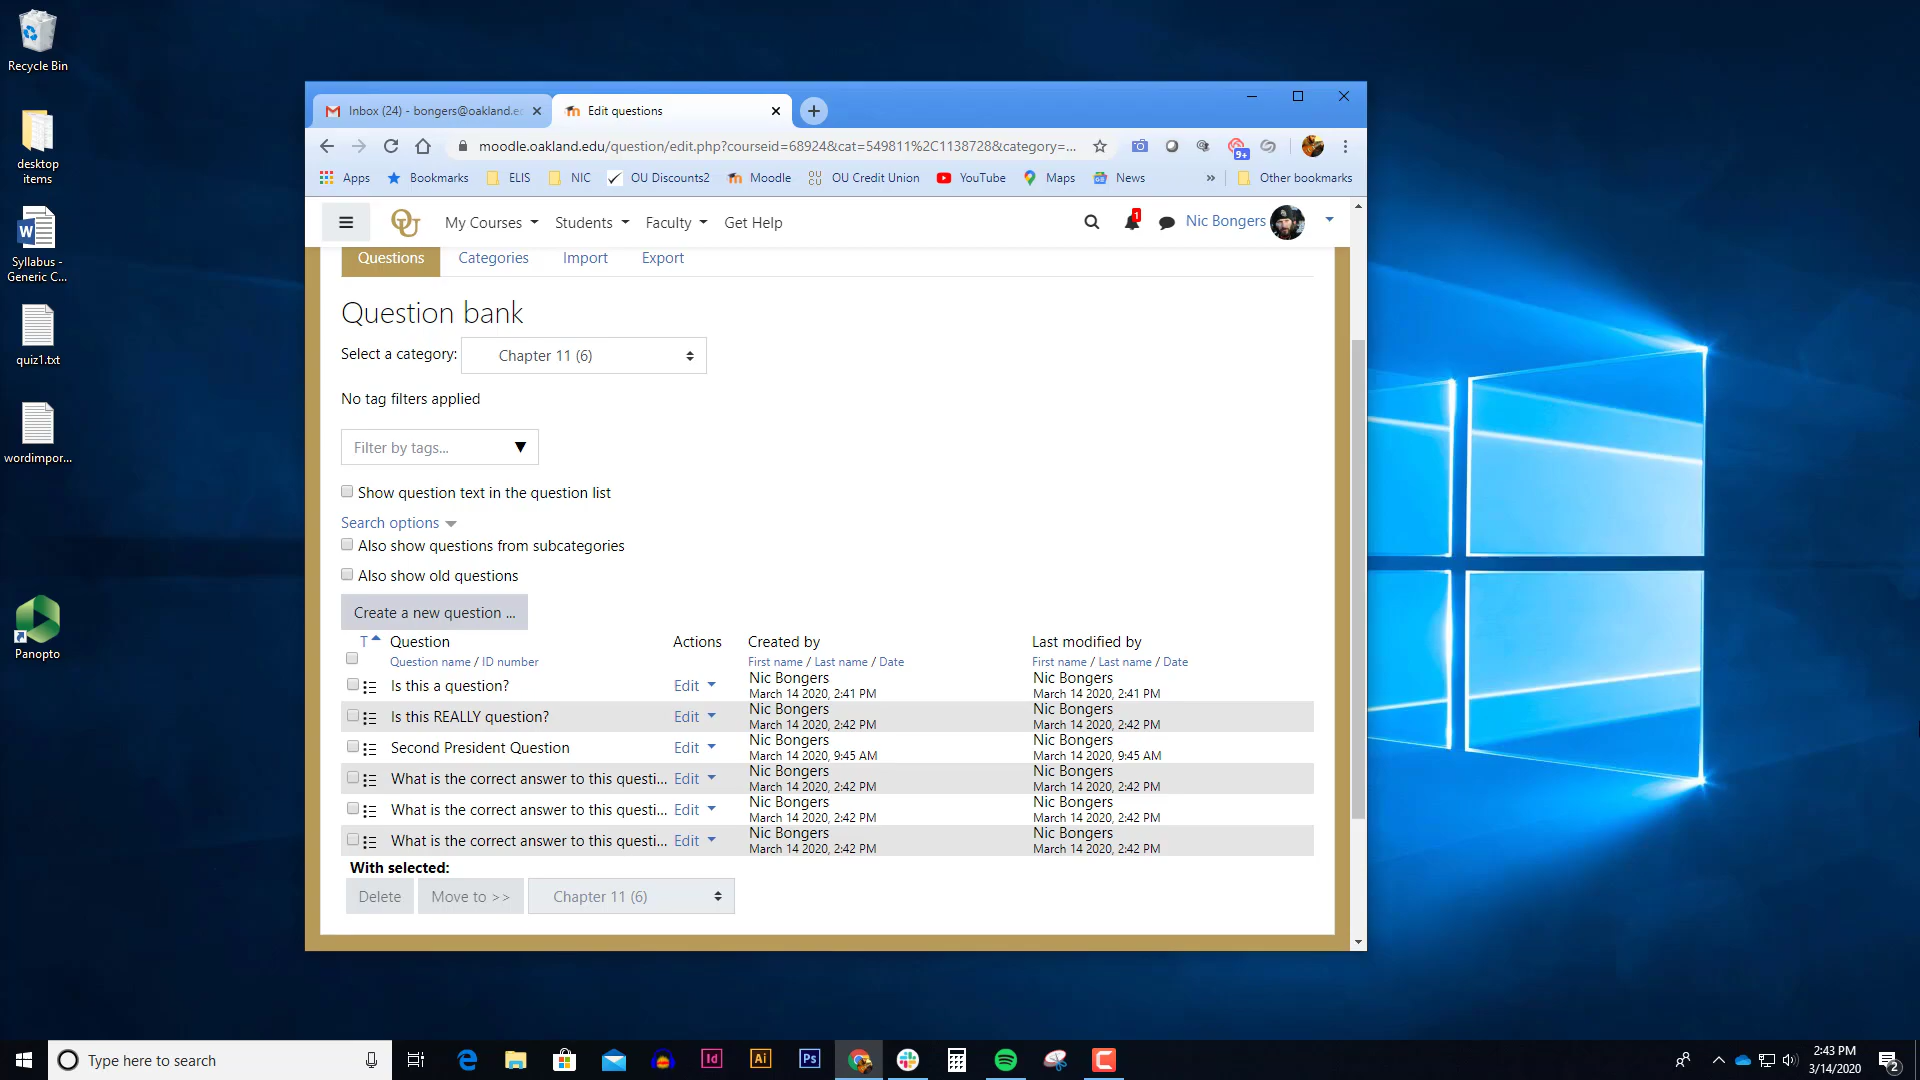 Recycle Bin
desktop
items
Syllabus -
Generic C...
quiz1.txt
wordimpor...
Panopto
Inbox (24) - bongers@oakland.e
Edit questions
moodle.oakland.edu/question/edit.php?courseid=68924&cat=549811%2C1138728&category=...
9+
Apps
Bookmarks
ELIS
NIC
OU Discounts2
Moodle
OU Credit Union
YouTube
Maps
News
»
Other bookmarks
My Courses
Students
Faculty
Get Help
1
Nic Bongers
Questions
Categories
Import
Export
Question bank
Select a category: Chapter 11 (6)
No tag filters applied
Filter by tags... ▼
Show question text in the question list
Search options
Also show questions from subcategories
Also show old questions
Create a new question ...
T Question Actions Created by Last modified by
Question name / ID number First name / Last name / Date First name / Last name / Date
Is this a question? Edit Nic Bongers Nic Bongers
March 14 2020, 2:41 PM March 14 2020, 2:41 PM
Is this REALLY question? Edit Nic Bongers Nic Bongers
March 14 2020, 2:42 PM March 14 2020, 2:42 PM
Second President Question Edit Nic Bongers Nic Bongers
March 14 2020, 9:45 AM March 14 2020, 9:45 AM
What is the correct answer to this questi... Edit Nic Bongers Nic Bongers
March 14 2020, 2:42 PM March 14 2020, 2:42 PM
What is the correct answer to this questi... Edit Nic Bongers Nic Bongers
March 14 2020, 2:42 PM March 14 2020, 2:42 PM
What is the correct answer to this questi... Edit Nic Bongers Nic Bongers
March 14 2020, 2:42 PM March 14 2020, 2:42 PM
With selected:
Delete Move to >> Chapter 11 (6)
Type here to search
Id
Ai
Ps
2:43 PM
3/14/2020
2